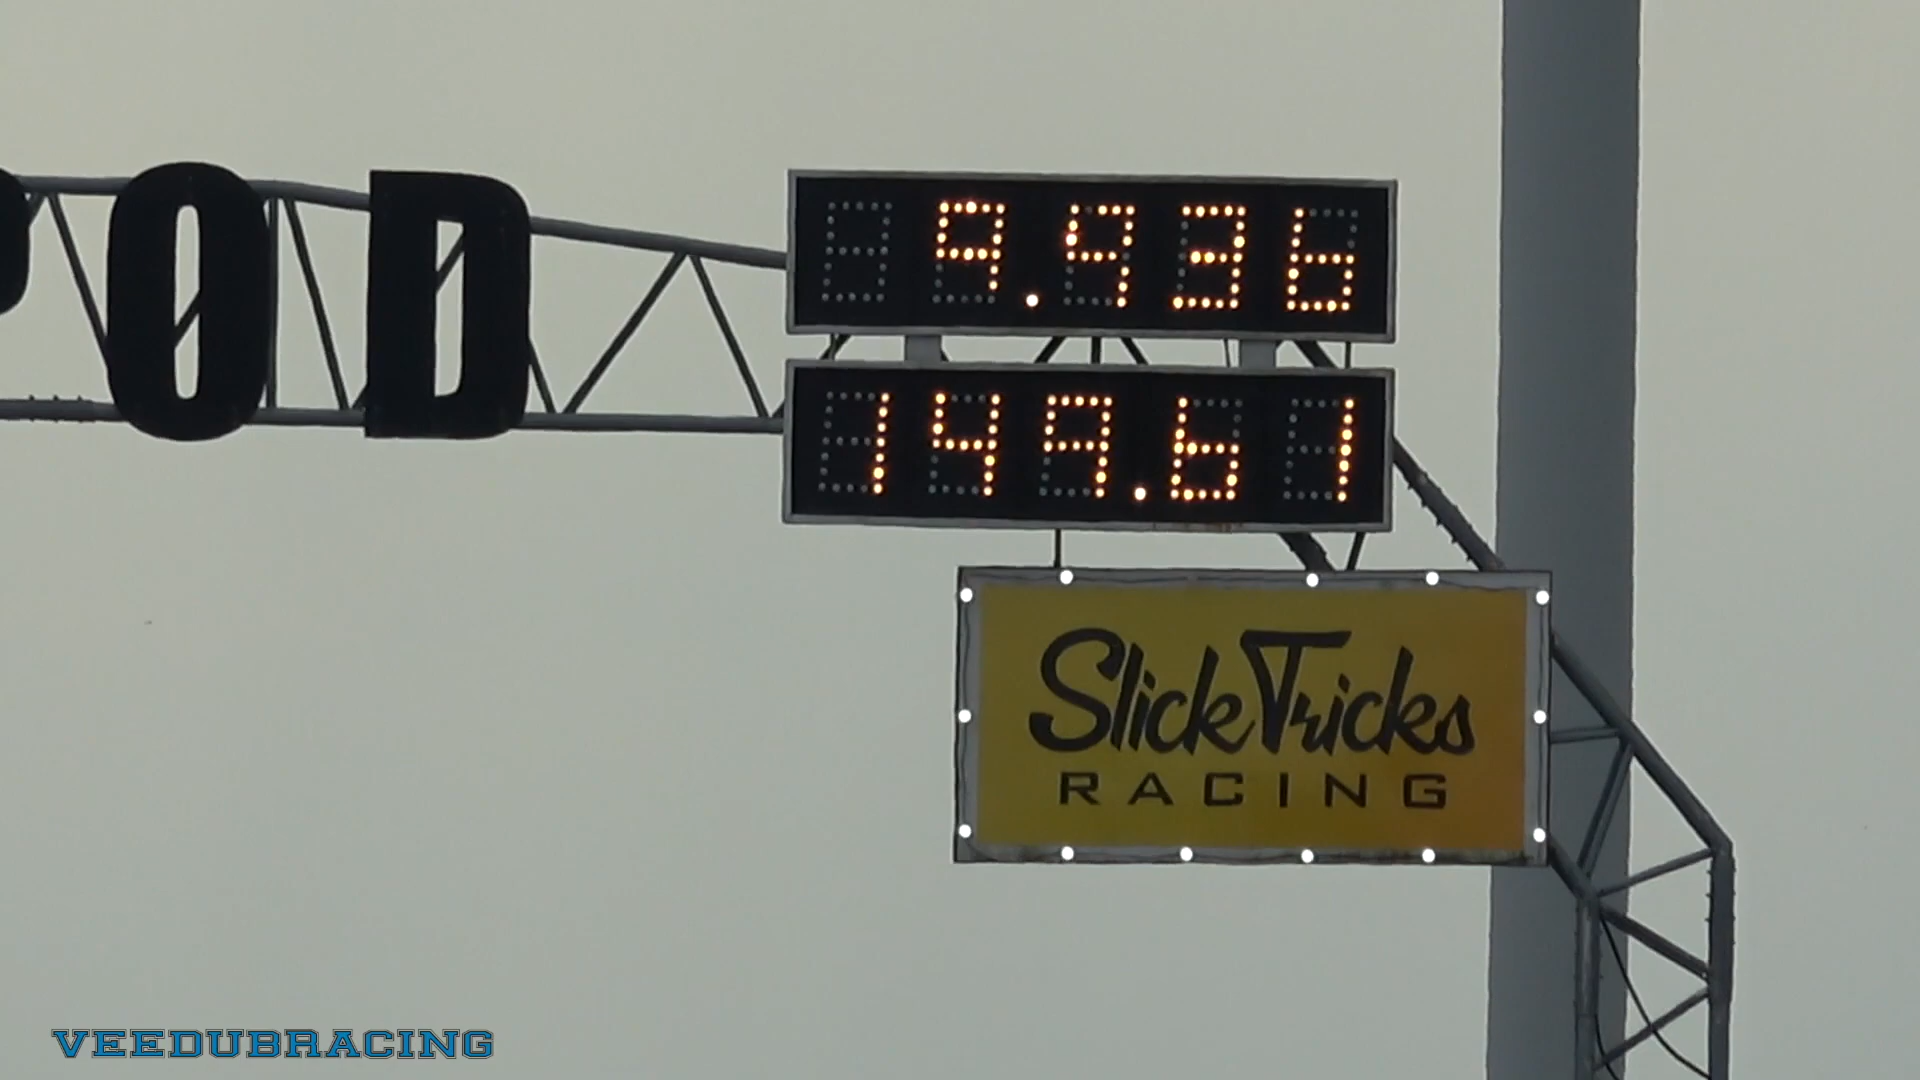 POD
9.936
149.61
SlickTricks
RACING
VEEDUBRACING